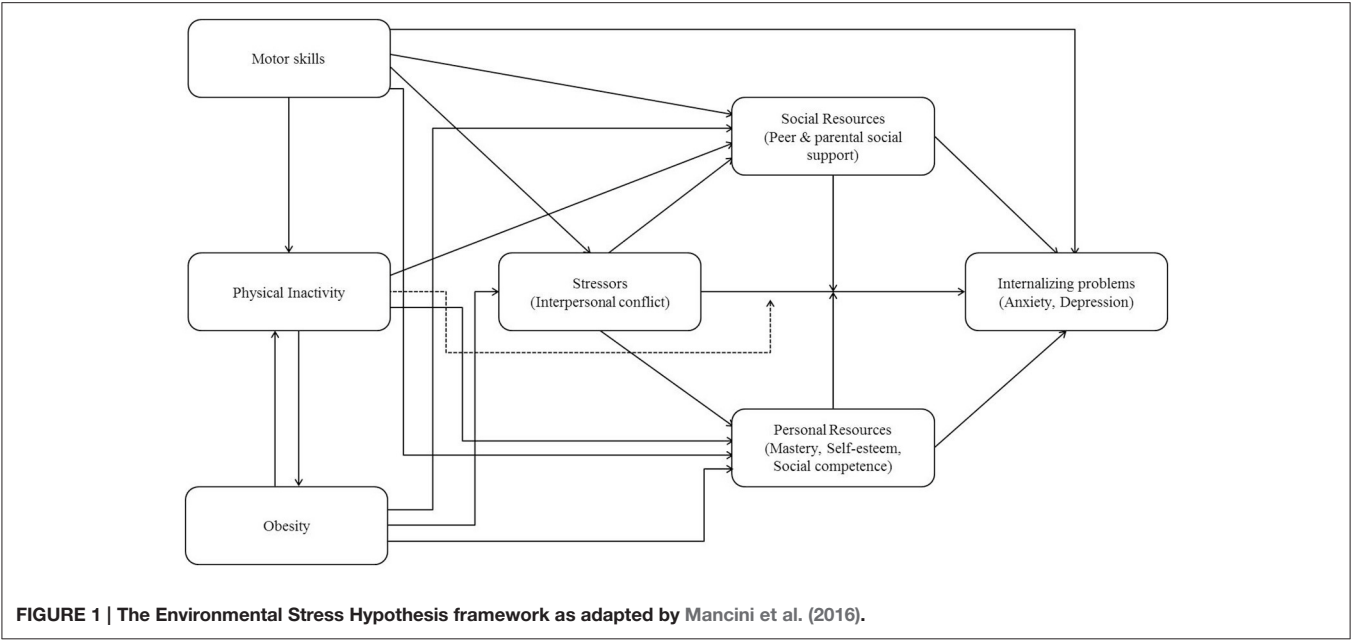 Motor skills
Social Resources
(Peer & parental social
support)
Physical Inactivity
Stressors
(Interpersonal conflict)
Internalizing problems
(Anxiety, Depression)
Personal Resources
(Mastery, Self-esteem,
Social competence)
Obesity
FIGURE 1 | The Environmental Stress Hypothesis framework as adapted by Mancini et al. (2016).